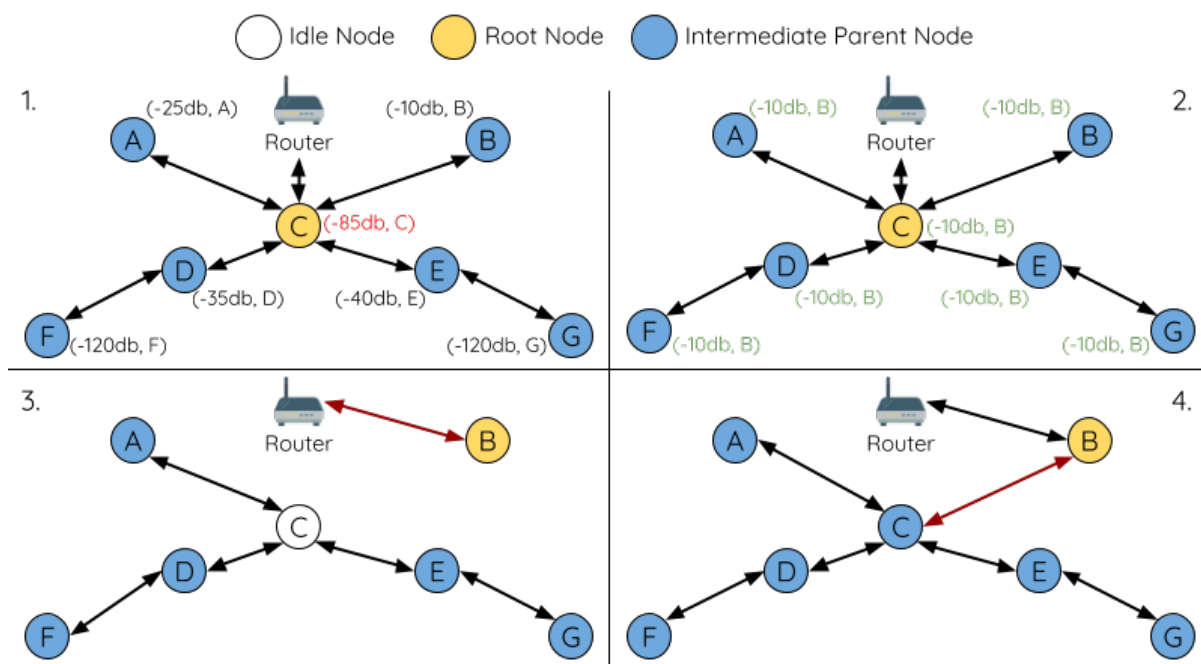 Idle Node Root Node Intermediate Parent Node
1.
(-25db, A)
(-10db, B)
A
Router
B
C
(-85db, C)
D
E
(-35db, D)
(-40db, E)
F
(-120db, F)
(-120db, G)
G
2.
(-10db, B)
(-10db, B)
A
Router
B
C
(-10db, B)
D
E
(-10db, B)
(-10db, B)
F
(-10db, B)
(-10db, B)
G
3.
A
Router
B
C
D
E
F
G
4.
A
Router
B
C
D
E
F
G